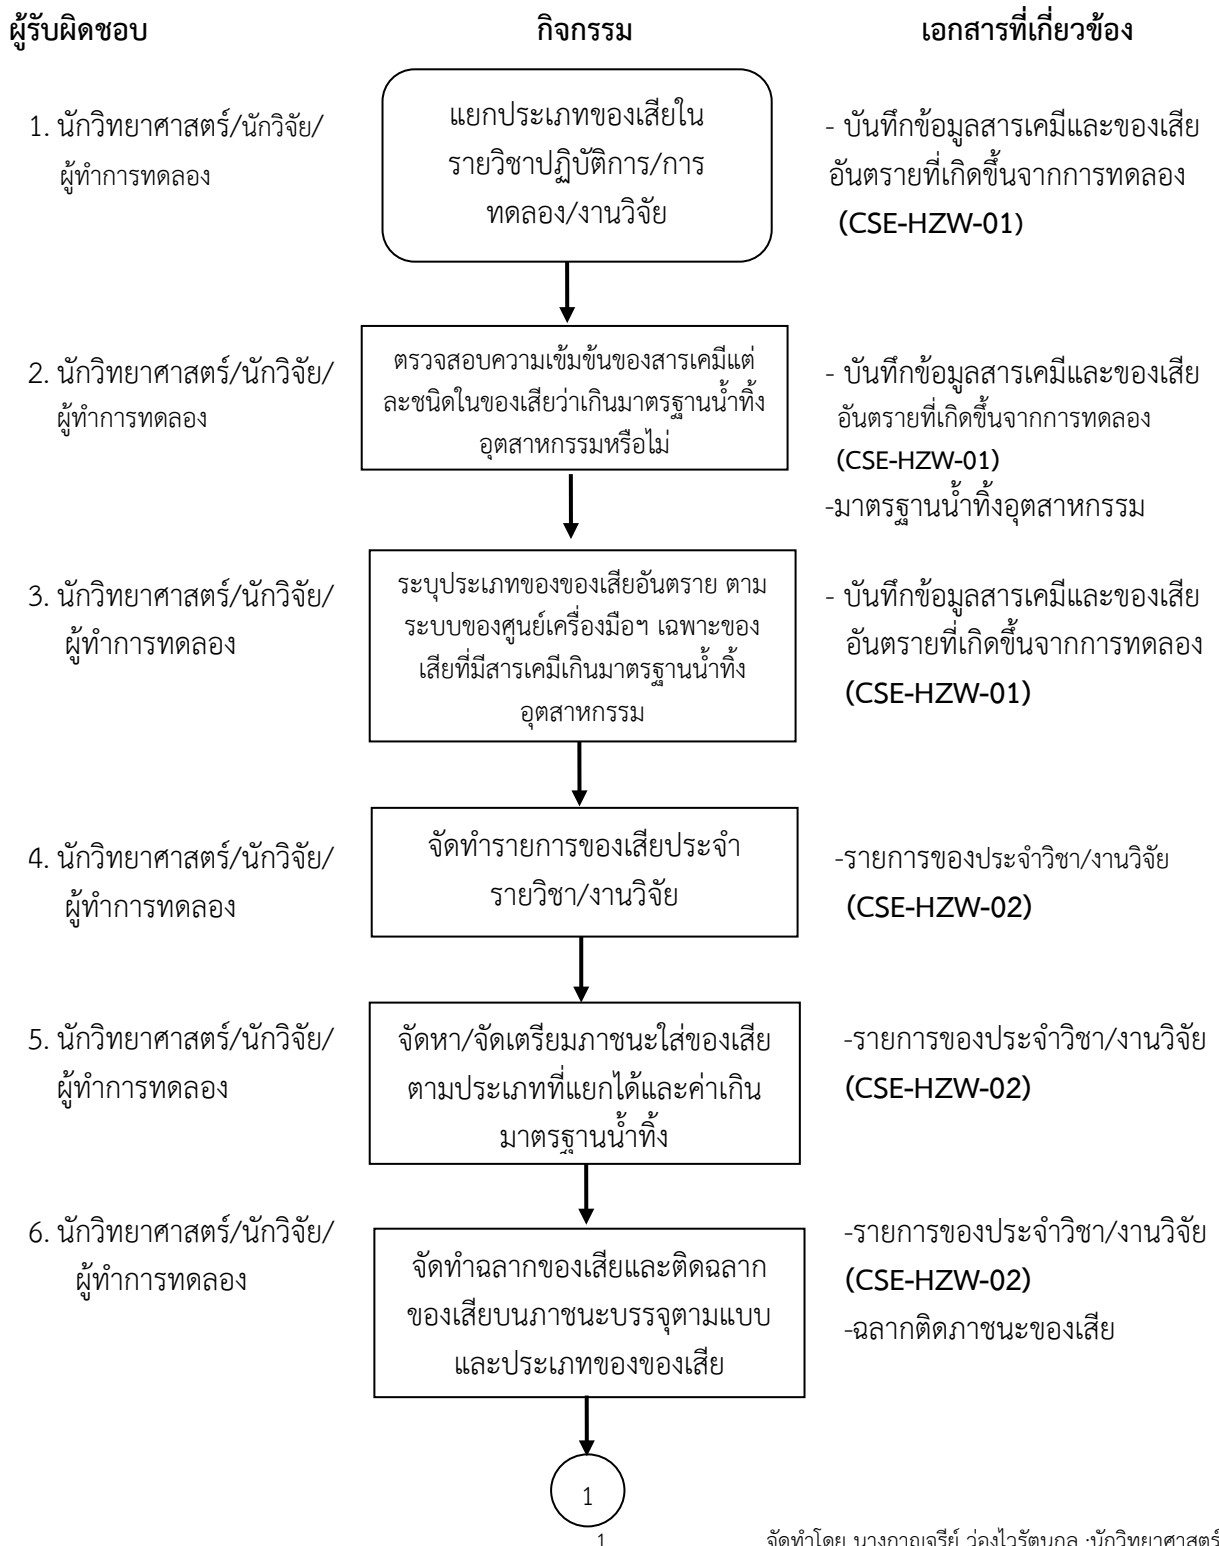 ผู้รับผิดชอบ กิจกรรม เอกสารที่เกี่ยวข้อง
1. นักวิทยาศาสตร์/นักวิจัย/
ผู้ทำการทดลอง
แยกประเภทของเสียใน
รายวิชาปฏิบัติการ/การ
ทดลอง/งานวิจัย
- บันทึกข้อมูลสารเคมีและของเสีย
อันตรายที่เกิดขึ้นจากการทดลอง
(CSE-HZW-01)
2. นักวิทยาศาสตร์/นักวิจัย/
ผู้ทำการทดลอง
ตรวจสอบความเข้มข้นของสารเคมีแต่
ละชนิดในของเสียว่าเกินมาตรฐานน้ำทิ้ง
อุตสาหกรรมหรือไม่
- บันทึกข้อมูลสารเคมีและของเสีย
อันตรายที่เกิดขึ้นจากการทดลอง
(CSE-HZW-01)
-มาตรฐานน้ำทิ้งอุตสาหกรรม
3. นักวิทยาศาสตร์/นักวิจัย/
ผู้ทำการทดลอง
ระบุประเภทของของเสียอันตราย ตาม
ระบบของศูนย์เครื่องมือฯ เฉพาะของ
เสียที่มีสารเคมีเกินมาตรฐานน้ำทิ้ง
อุตสาหกรรม
- บันทึกข้อมูลสารเคมีและของเสีย
อันตรายที่เกิดขึ้นจากการทดลอง
(CSE-HZW-01)
4. นักวิทยาศาสตร์/นักวิจัย/
ผู้ทำการทดลอง
จัดทำรายการของเสียประจำ
รายวิชา/งานวิจัย
-รายการของประจำวิชา/งานวิจัย
(CSE-HZW-02)
5. นักวิทยาศาสตร์/นักวิจัย/
ผู้ทำการทดลอง
จัดหา/จัดเตรียมภาชนะใส่ของเสีย
ตามประเภทที่แยกได้และค่าเกิน
มาตรฐานน้ำทิ้ง
-รายการของประจำวิชา/งานวิจัย
(CSE-HZW-02)
6. นักวิทยาศาสตร์/นักวิจัย/
ผู้ทำการทดลอง
จัดทำฉลากของเสียและติดฉลาก
ของเสียบนภาชนะบรรจุตามแบบ
และประเภทของของเสีย
-รายการของประจำวิชา/งานวิจัย
(CSE-HZW-02)
-ฉลากติดภาชนะของเสีย
1
1
จัดทำโดย นางกาญจรีย์ ว่องไวรัตนกุล :นักวิทยาศาสตร์